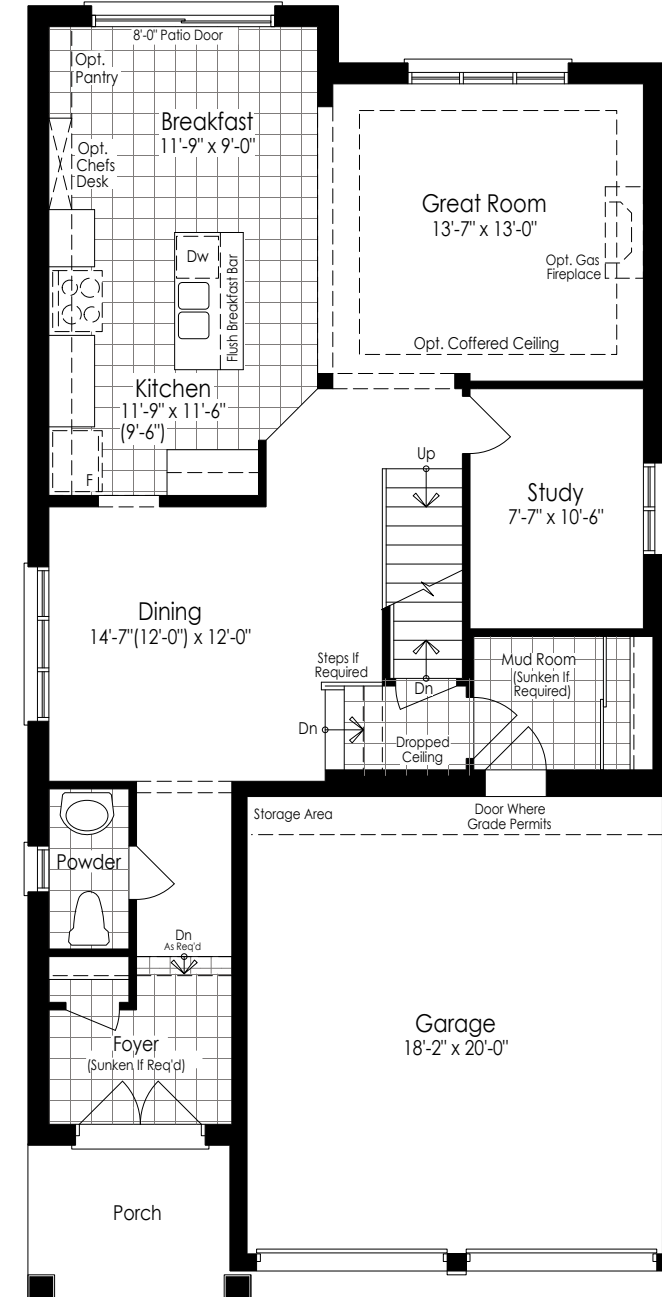 8'-0" Patio Door
Opt.
Pantry
Breakfast
11'-9" x 9'-0"
Opt.
Chefs
Desk
Great Room
13'-7" x 13'-0"
Dw
Flush Breakfast Bar
Opt. Gas
Fireplace
Opt. Coffered Ceiling
Kitchen
11'-9" x 11'-6"
(9'-6")
F
Up
Study
7'-7" x 10'-6"
Dining
14'-7"(12'-0") x 12'-0"
Steps If
Required
Mud Room
(Sunken If
Required)
Dn
Dn
Dropped
Ceiling
Storage Area
Door Where
Grade Permits
Powder
Dn
As Req'd
Foyer
(Sunken If Req'd)
Garage
18'-2" x 20'-0"
Porch